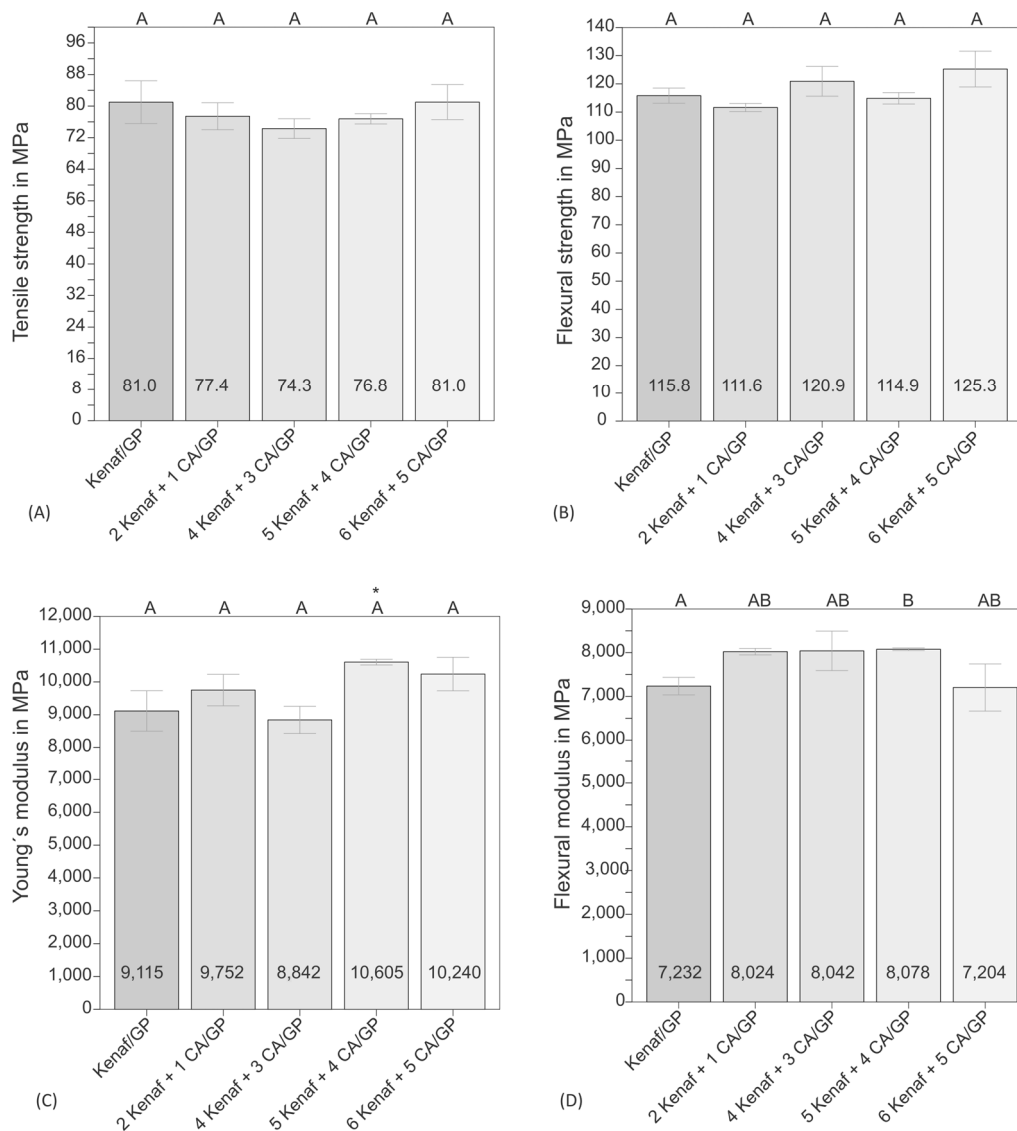 A A A A A
96
88
80
72
64
56
48
40
32
24
16
8
0
Tensile strength in MPa
81.0 77.4 74.3 76.8 81.0
Kenaf/GP
2 Kenaf + 1 CA/GP
4 Kenaf + 3 CA/GP
5 Kenaf + 4 CA/GP
6 Kenaf + 5 CA/GP
(A)
A A A A A
140
130
120
110
100
90
80
70
60
50
40
30
20
10
0
Flexural strength in MPa
115.8 111.6 120.9 114.9 125.3
Kenaf/GP
2 Kenaf + 1 CA/GP
4 Kenaf + 3 CA/GP
5 Kenaf + 4 CA/GP
6 Kenaf + 5 CA/GP
(B)
*
A A A A A
12,000
11,000
10,000
9,000
8,000
7,000
6,000
5,000
4,000
3,000
2,000
1,000
0
Young´s modulus in MPa
9,115 9,752 8,842 10,605 10,240
Kenaf/GP
2 Kenaf + 1 CA/GP
4 Kenaf + 3 CA/GP
5 Kenaf + 4 CA/GP
6 Kenaf + 5 CA/GP
(C)
A AB AB B AB
9,000
8,000
7,000
6,000
5,000
4,000
3,000
2,000
1,000
0
Flexural modulus in MPa
7,232 8,024 8,042 8,078 7,204
Kenaf/GP
2 Kenaf + 1 CA/GP
4 Kenaf + 3 CA/GP
5 Kenaf + 4 CA/GP
6 Kenaf + 5 CA/GP
(D)